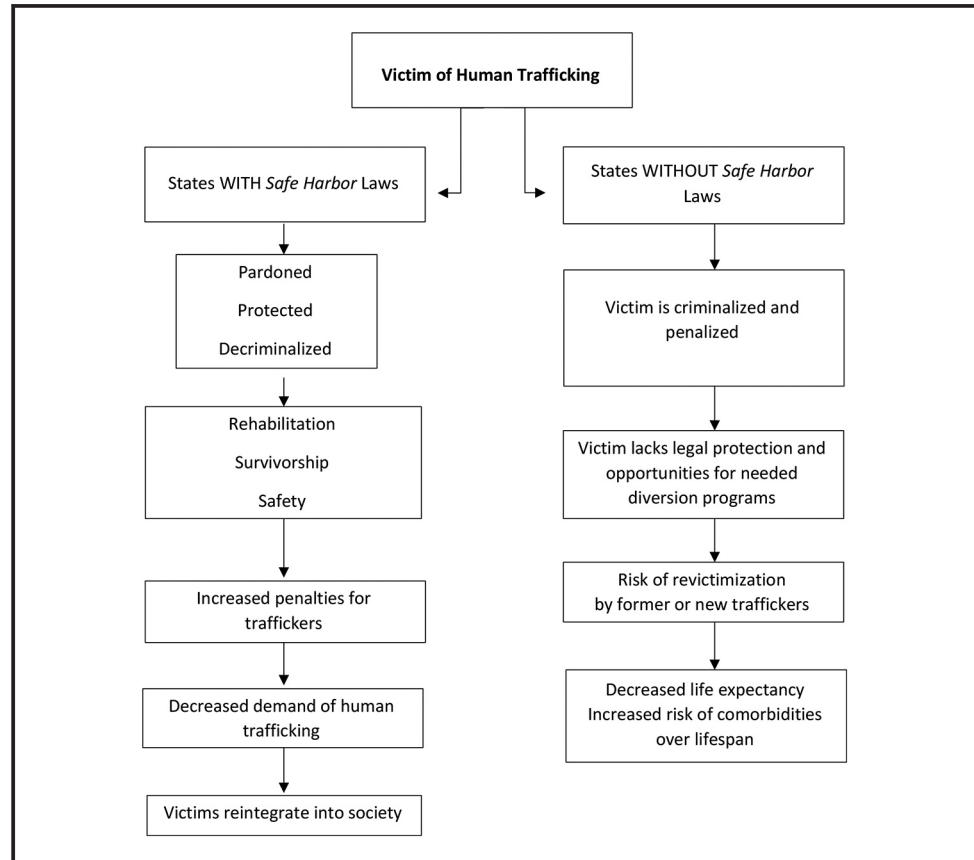 Victim of Human Trafficking
States WITH Safe Harbor Laws
Pardoned
Protected
Decriminalized
Rehabilitation
Survivorship
Safety
Increased penalties for
traffickers
Decreased demand of human
trafficking
Victims reintegrate into society
States WITHOUT Safe Harbor
Laws
Victim is criminalized and
penalized
Victim lacks legal protection and
opportunities for needed
diversion programs
Risk of revictimization
by former or new traffickers
Decreased life expectancy
Increased risk of comorbidities
over lifespan